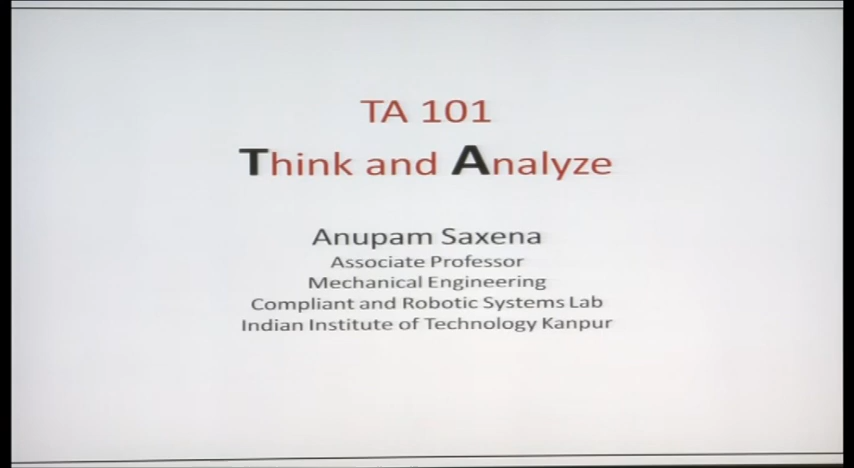 TA 101
Think and Analyze
Anupam Saxena
Associate Professor
Mechanical Engineering
Compliant and Robotic Systems Lab
Indian Institute of Technology Kanpur